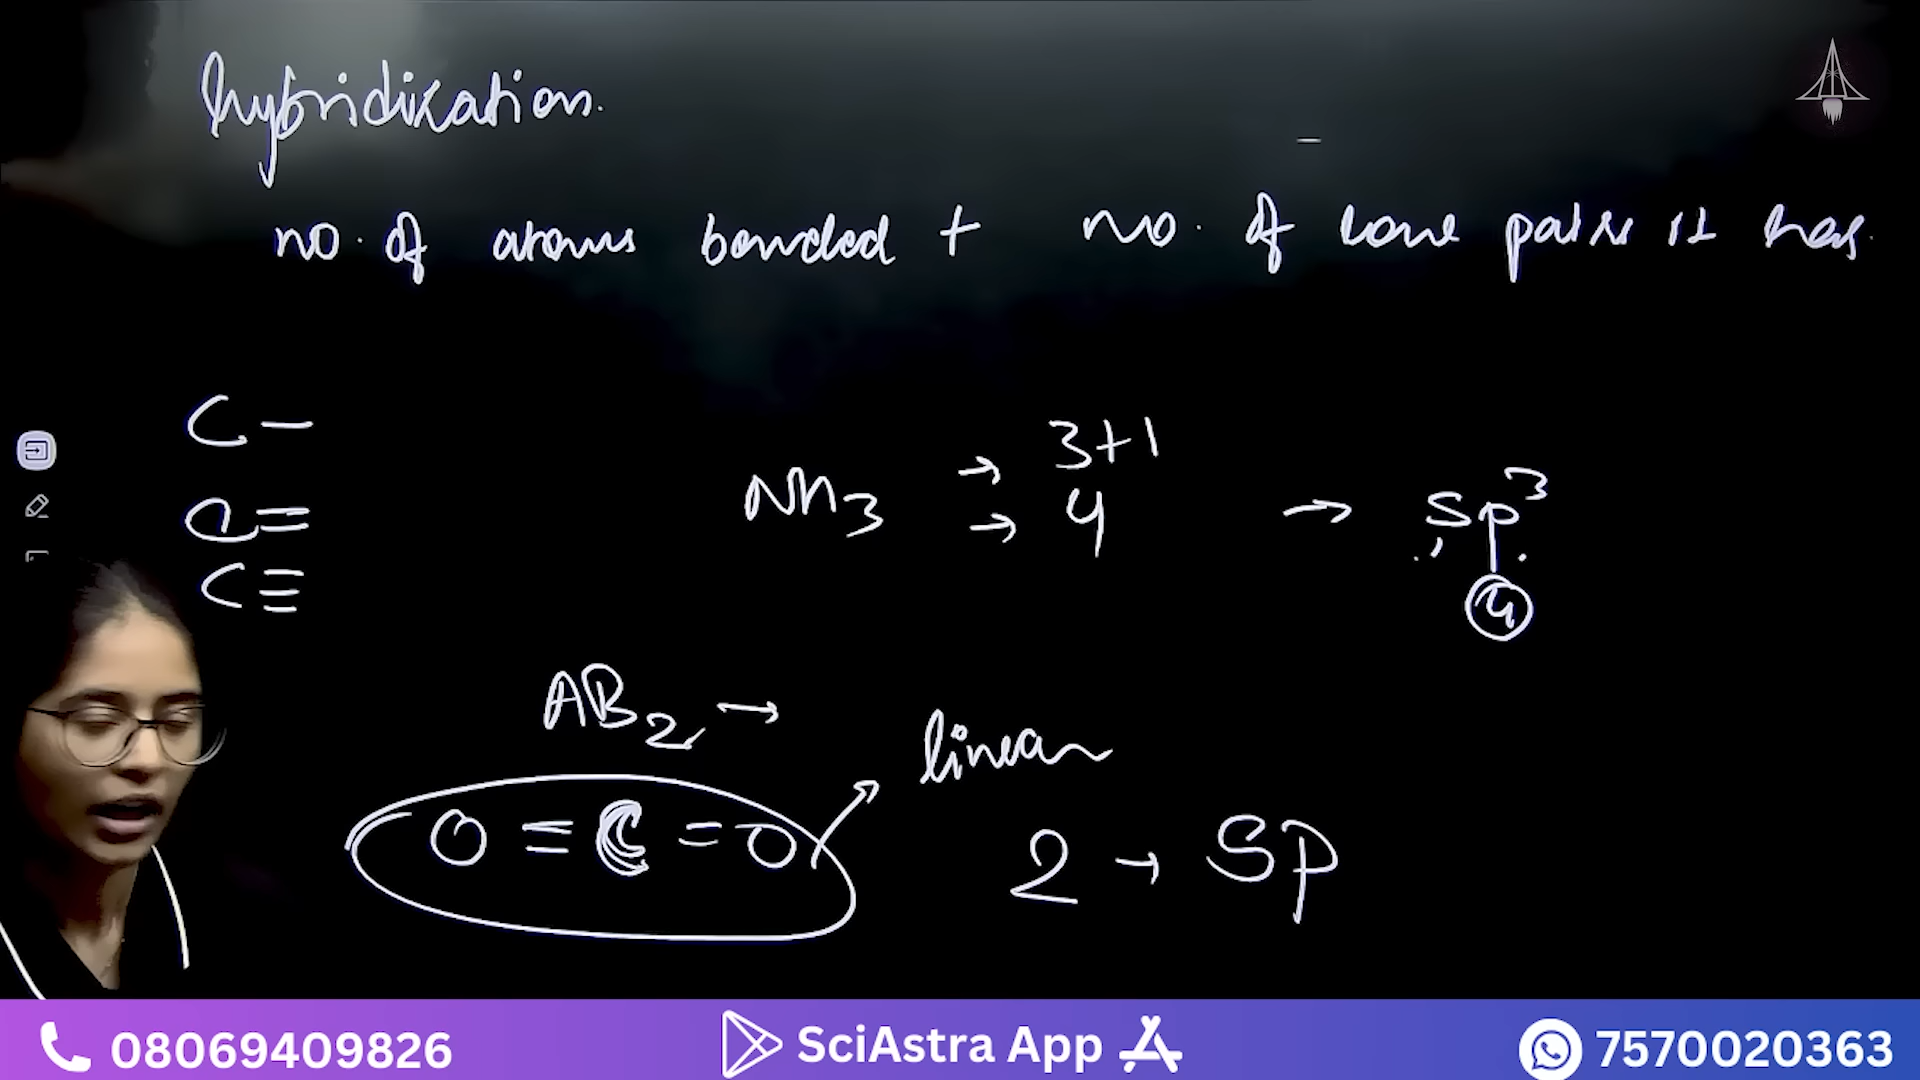 hybridization.
no. of atoms bonded + no. of lone pairs it has.
C -
C =
C ≡
NH3 → 3+1
→ 4 → sp³
4
AB2 →
linear
O = C = O
2 → SP
08069409826
SciAstra App
7570020363